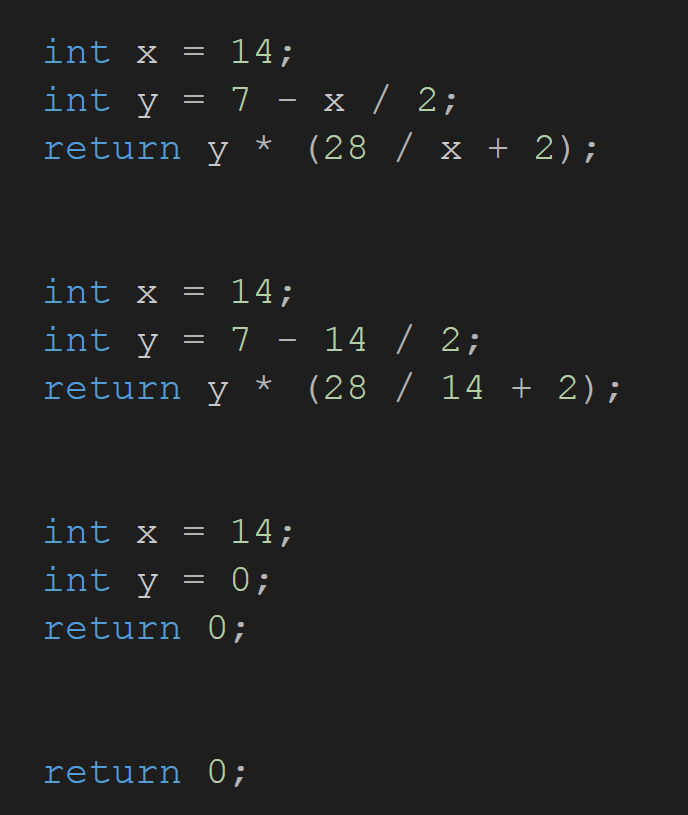 int x = 14;
int y = 7 - x / 2;
return y * (28 / x + 2);
int x = 14;
int y = 7 - 14 / 2;
return y * (28 / 14 + 2);
int x = 14;
int y = 0;
return 0;
return 0;